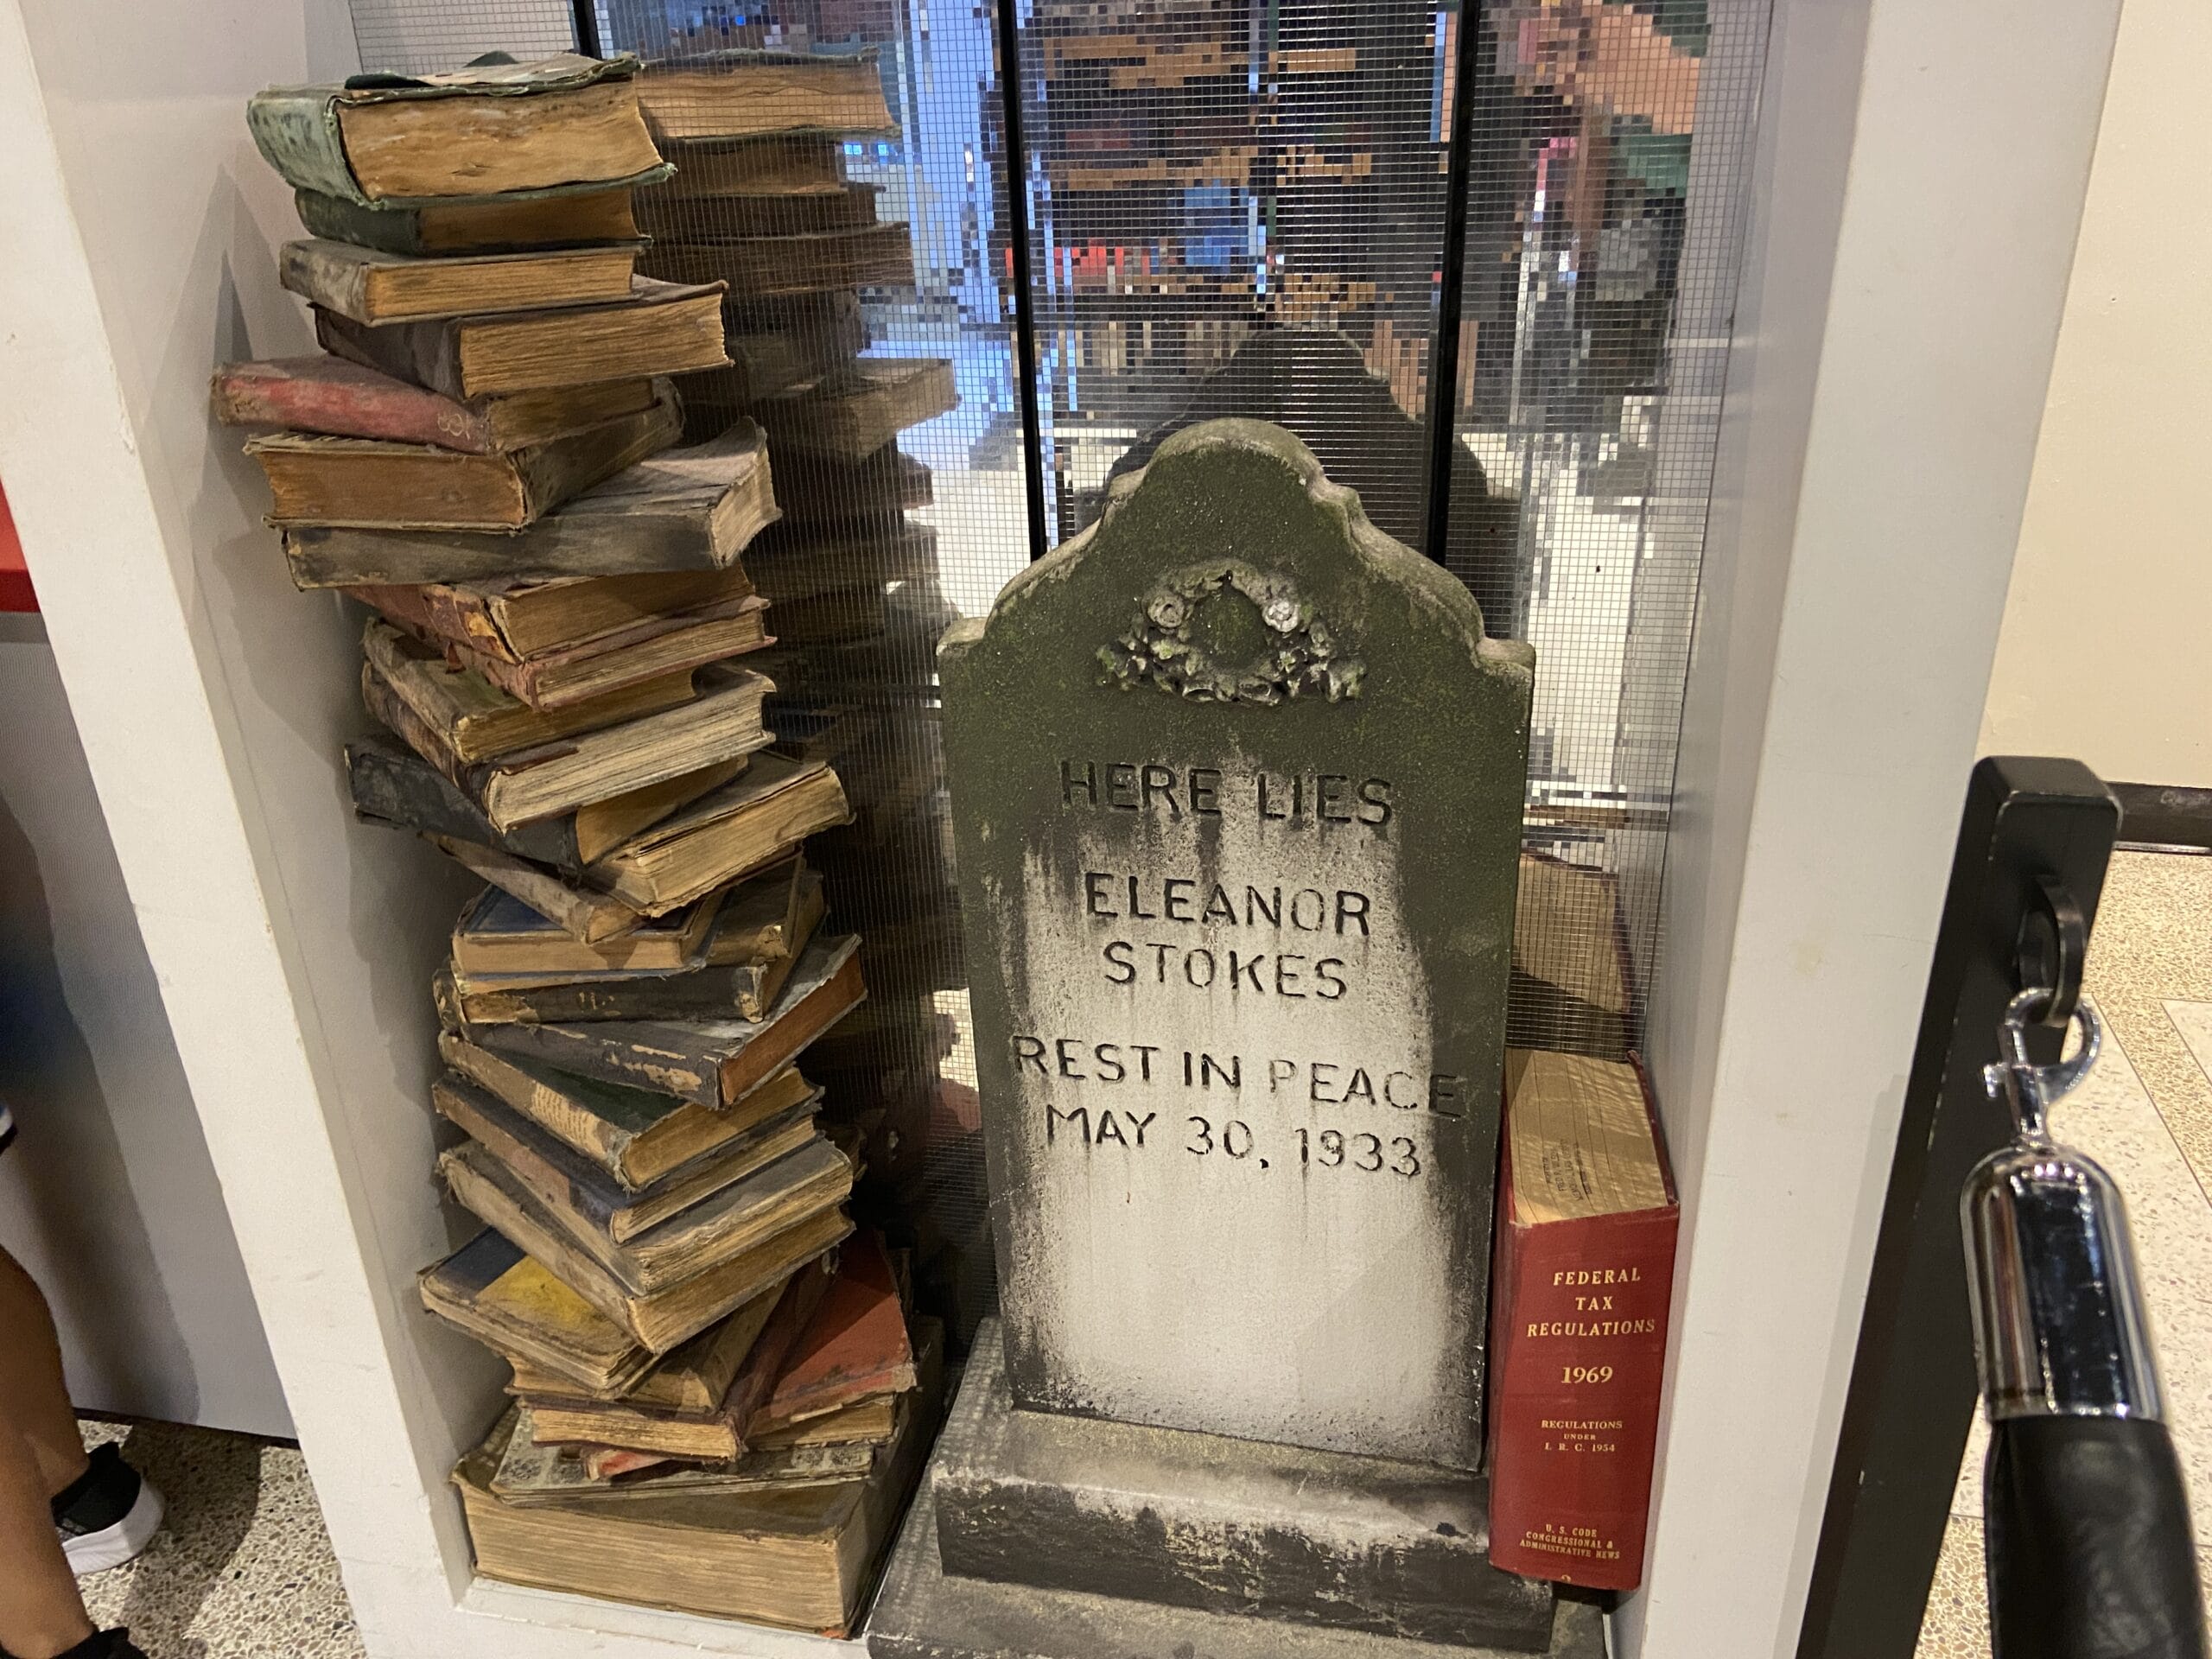 HERE LIES
ELEANOR
STOKES
REST IN PEACE
MAY 30, 1933
FEDERAL
TAX
REGULATIONS
1969
REGULATIONS
UNDER
I. R. C. 1954
U. S. CODE
CONGRESSIONAL &
ADMINISTRATIVE NEWS